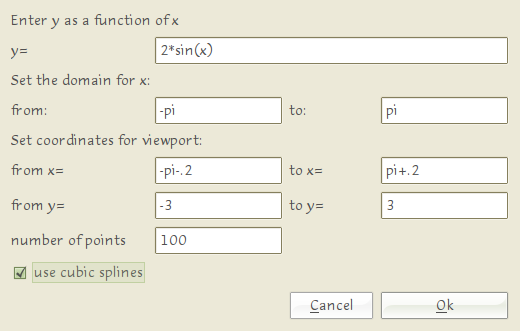 Enter y as a function of x
y= 2*sin(x)
Set the domain for x:
from: -pi to: pi
Set coordinates for viewport:
from x= -pi-.2 to x= pi+.2
from y= -3 to y= 3
number of points 100
use cubic splines
Cancel Ok